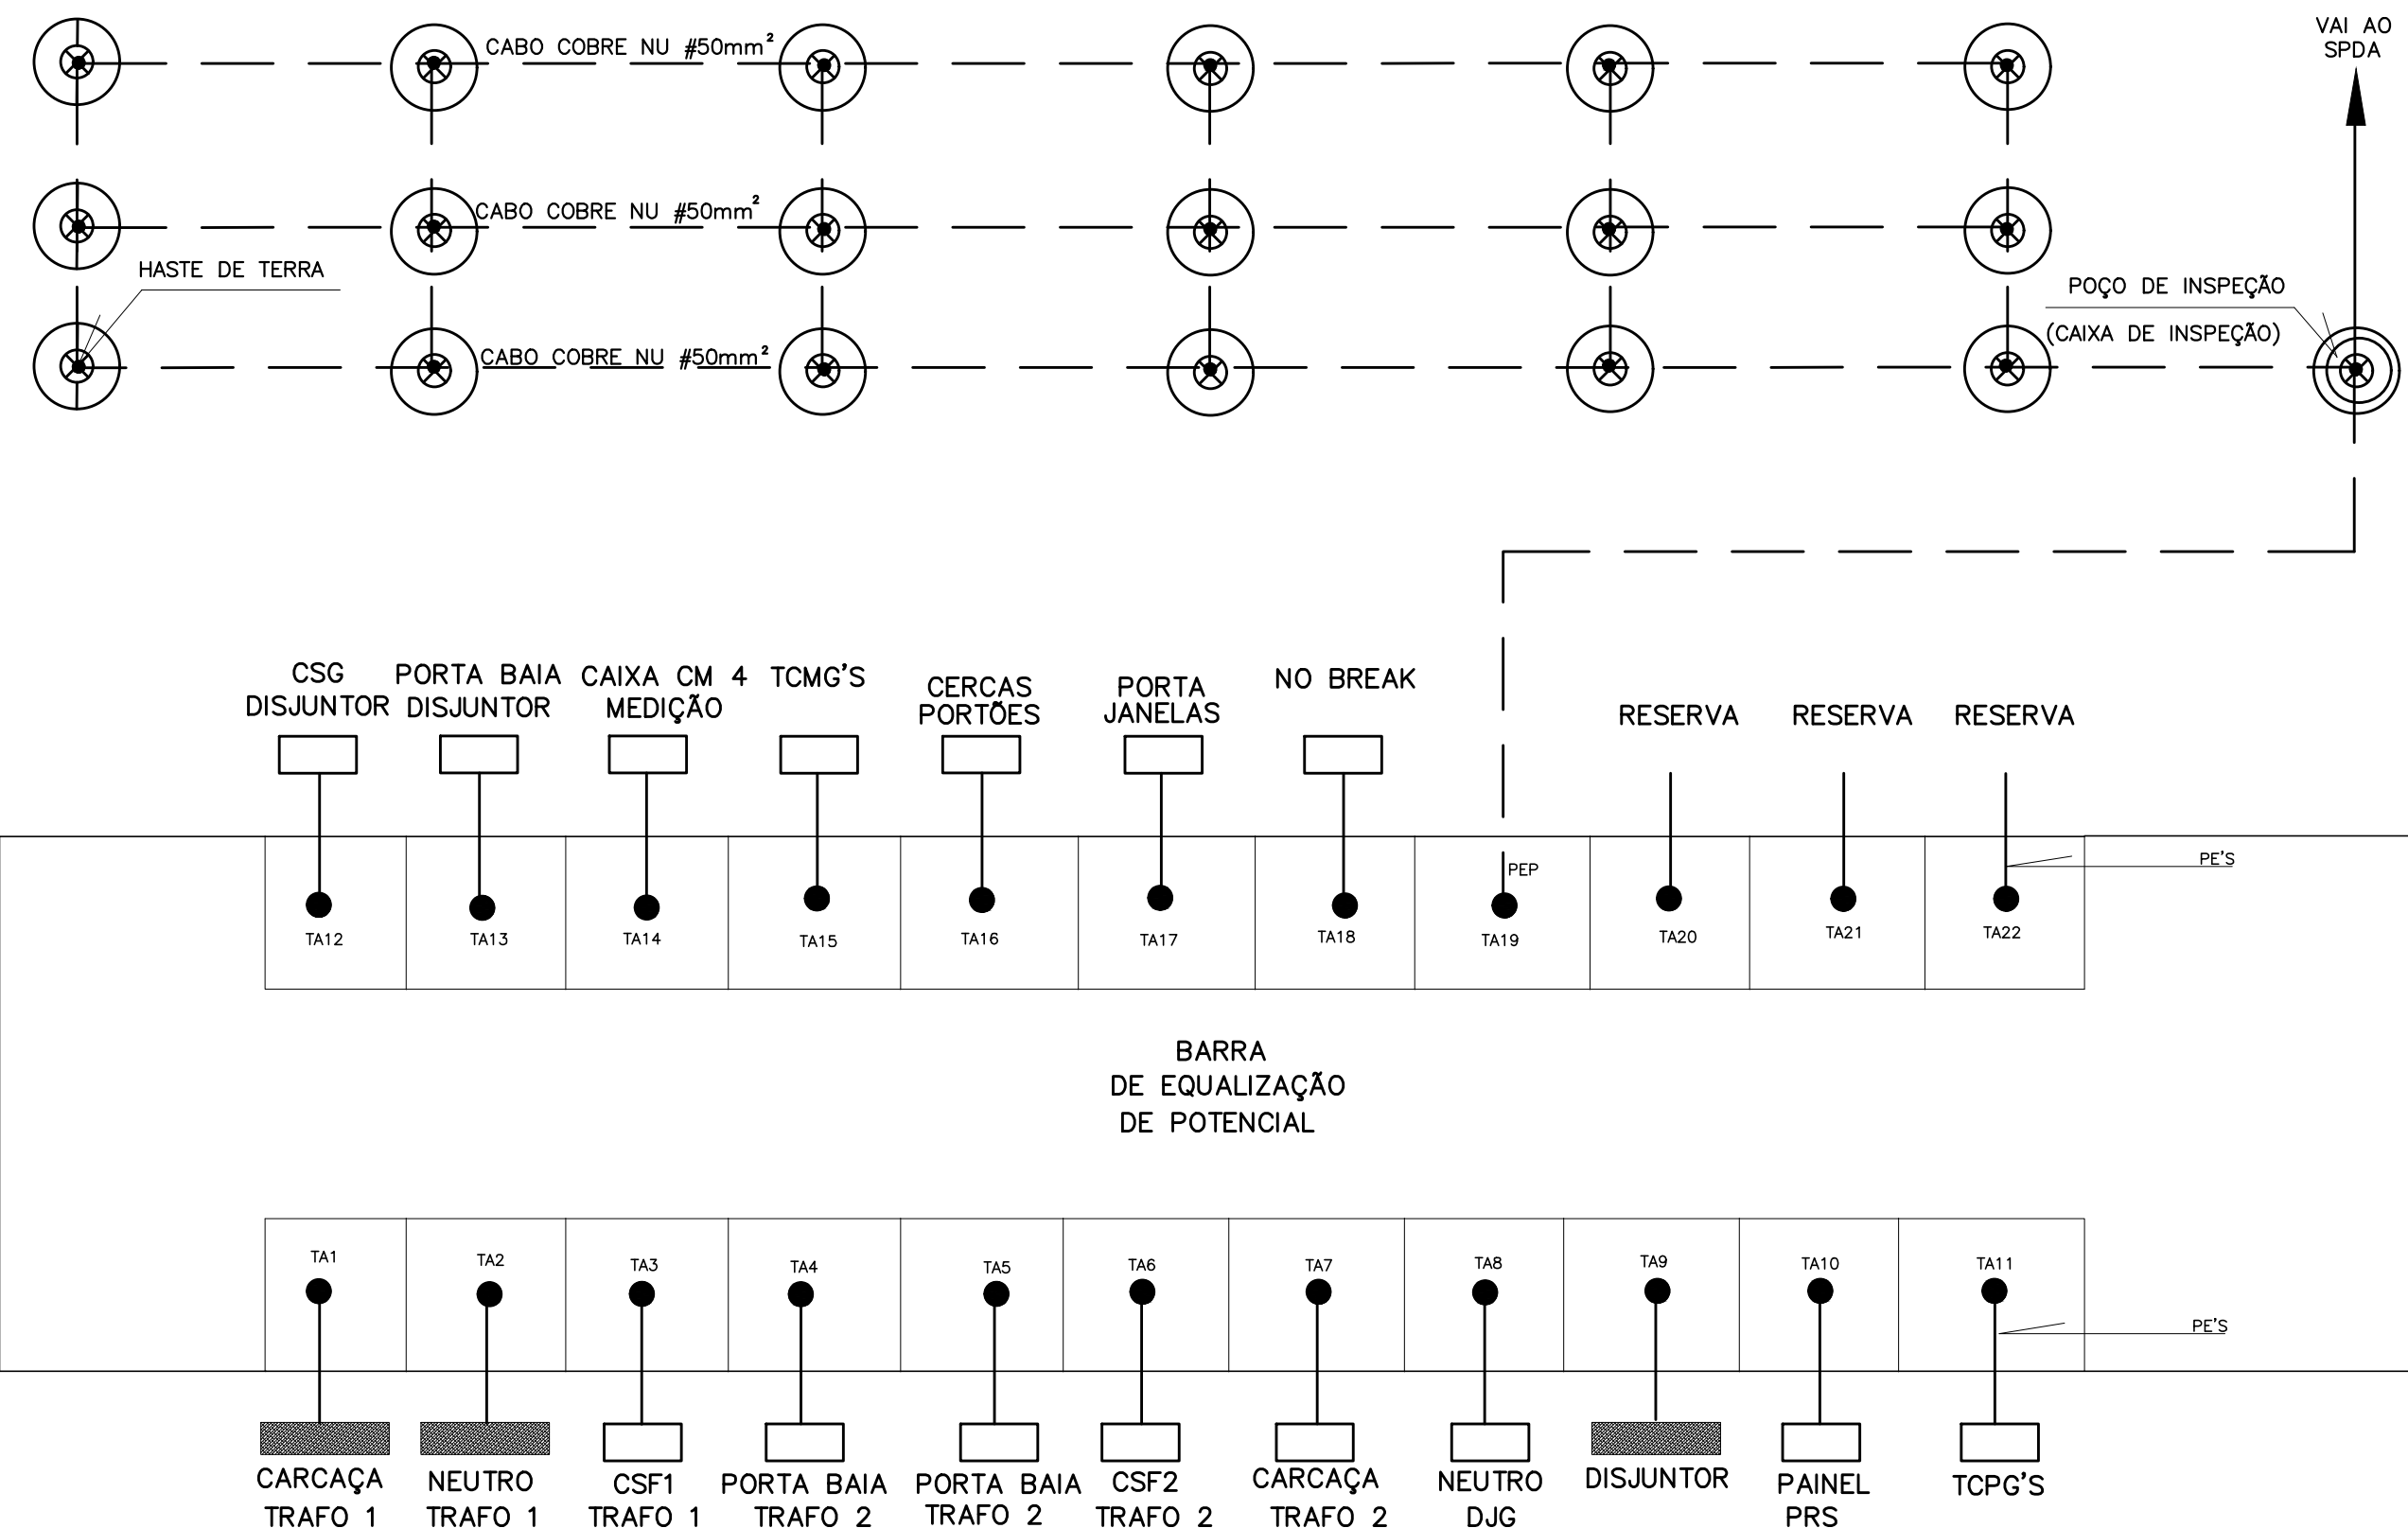 VAI AO
SPDA
CABO COBRE NU #50mm²
CABO COBRE NU #50mm²
HASTE DE TERRA
POÇO DE INSPEÇÃO
(CAIXA DE INSPEÇÃO)
CABO COBRE NU #50mm²
CSG
DISJUNTOR
PORTA BAIA
DISJUNTOR
CAIXA CM 4
MEDIÇÃO
TCMG'S
CERCAS
PORTÕES
PORTA
JANELAS
NO BREAK
RESERVA
RESERVA
RESERVA
PEP
PE'S
TA12
TA13
TA14
TA15
TA16
TA17
TA18
TA19
TA20
TA21
TA22
BARRA
DE EQUALIZAÇÃO
DE POTENCIAL
TA1
TA2
TA3
TA4
TA5
TA6
TA7
TA8
TA9
TA10
TA11
PE'S
CARCAÇA
TRAFO 1
NEUTRO
TRAFO 1
CSF1
TRAFO 1
PORTA BAIA
TRAFO 2
PORTA BAIA
TRAFO 2
CSF2
TRAFO 2
CARCAÇA
TRAFO 2
NEUTRO
DJG
DISJUNTOR
PAINEL
PRS
TCPG'S